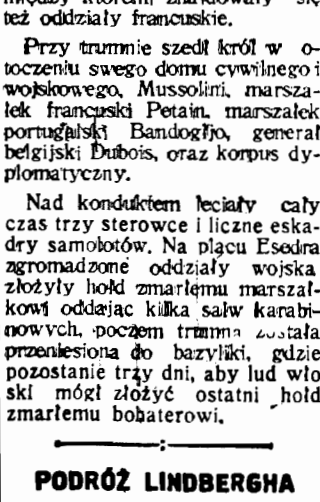 też oddziały francuskie.
Przy trumnie szedł król w o-
toczeniu swego domu cywilnego i
wojskowego, Mussolini, marsza-
łek francuski Petain, marszałek
portugalski Bandogljo, generał
belgijski Dubois, oraz korpus dy-
plomatyczny.
Nad konduktem leciały cały
czas trzy sterowce i liczne eska-
dry samolotów. Na placu Esedra
zgromadzone oddziały wojska
złożyły hołd zmarłemu marszał-
kowi oddając kilka salw karabi-
nowych, poczem trumna została
przeniesiona do bazyliki, gdzie
pozostanie trzy dni, aby lud wło
ski mógł złożyć ostatni hołd
zmarłemu bohaterowi.
PODRÓŻ LINDBERGHA